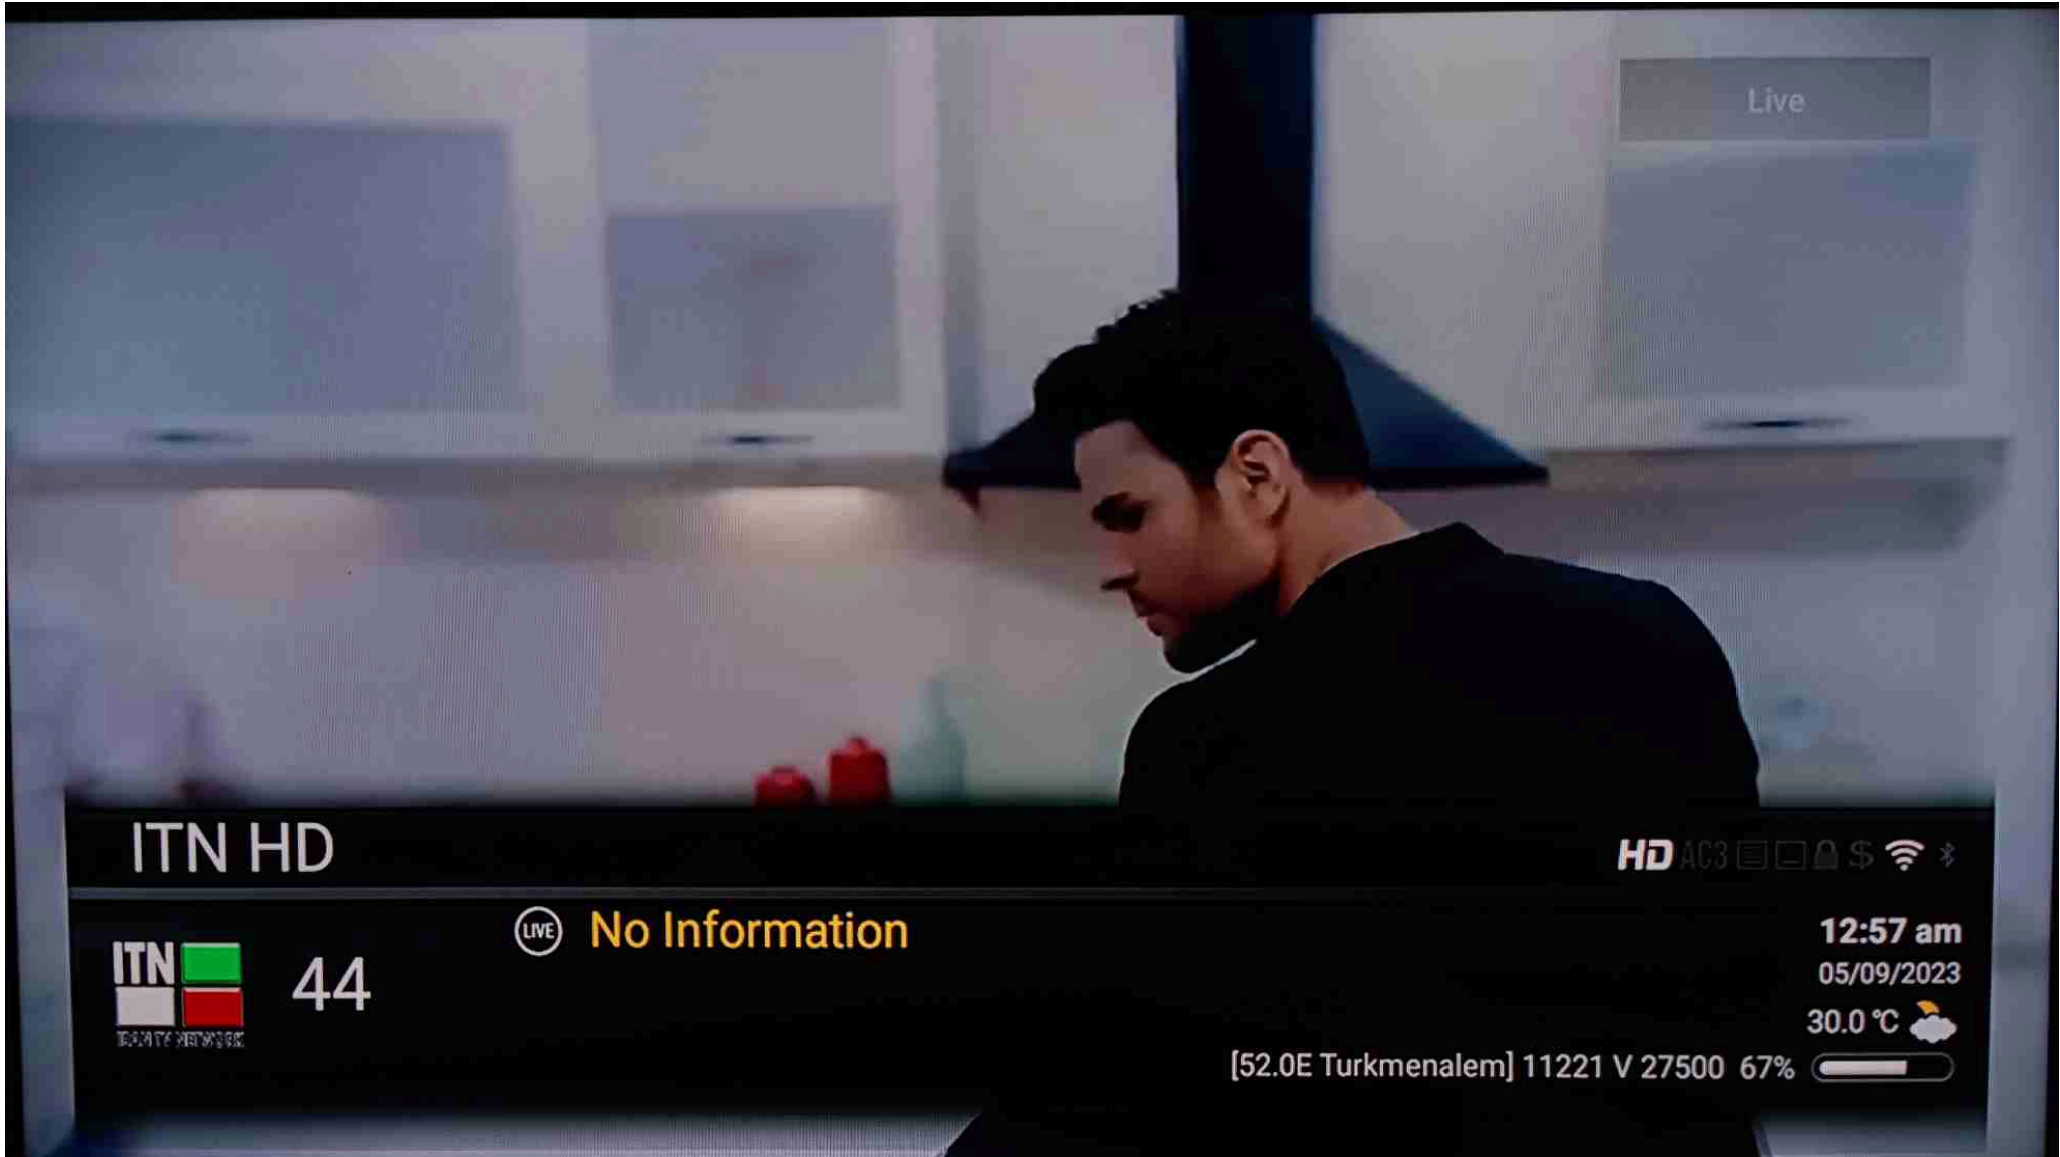 Live
ITN HD
HD AC3 $
LIVE No Information
12:57 am
ITN
44
05/09/2023
30.0 °C
[52.0E Turkmenalem] 11221 V 27500 67%